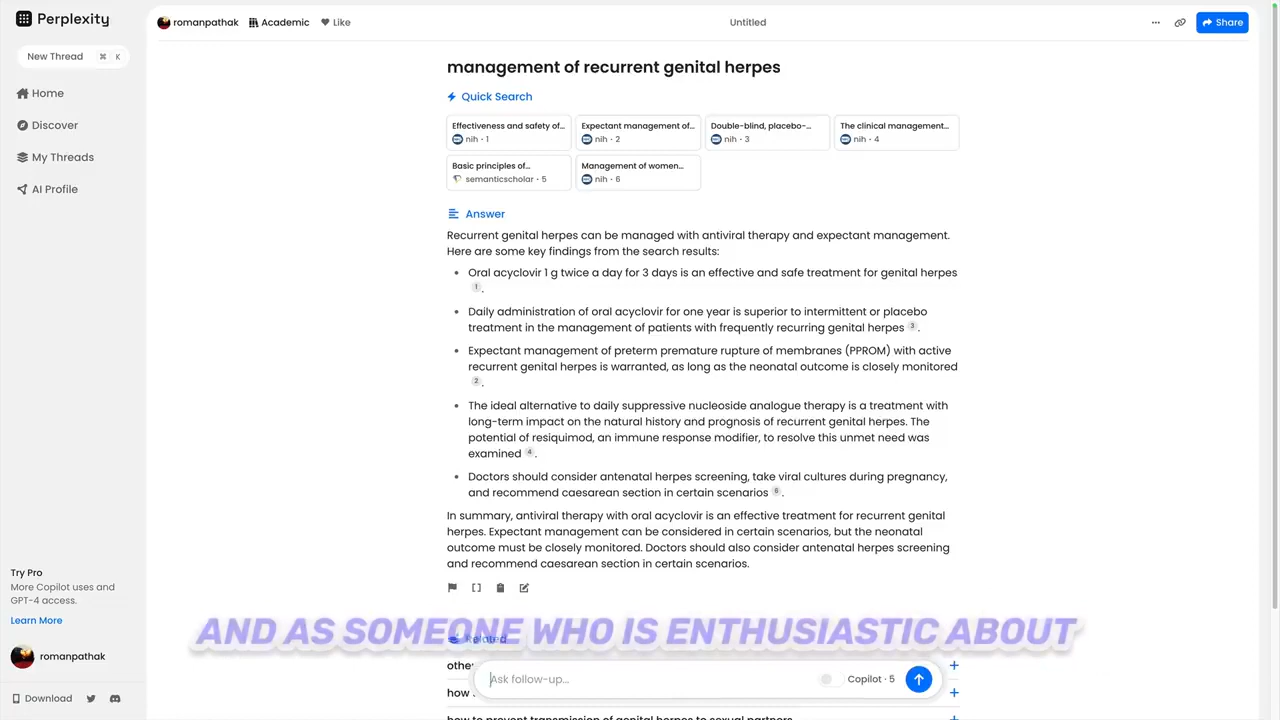 Perplexity
New Thread ⌘ K
Home
Discover
My Threads
AI Profile
Try Pro
More Copilot uses and
GPT-4 access.
Learn More
romanpathak
Download
romanpathak Academic Like
Untitled
Share
management of recurrent genital herpes
Quick Search
Effectiveness and safety of...
nih · 1
Expectant management of...
nih · 2
Double-blind, placebo-...
nih · 3
The clinical management...
nih · 4
Basic principles of...
semanticscholar · 5
Management of women...
nih · 6
Answer
Recurrent genital herpes can be managed with antiviral therapy and expectant management.
Here are some key findings from the search results:
• Oral acyclovir 1 g twice a day for 3 days is an effective and safe treatment for genital herpes
1.
• Daily administration of oral acyclovir for one year is superior to intermittent or placebo
treatment in the management of patients with frequently recurring genital herpes 3.
• Expectant management of preterm premature rupture of membranes (PPROM) with active
recurrent genital herpes is warranted, as long as the neonatal outcome is closely monitored
2.
• The ideal alternative to daily suppressive nucleoside analogue therapy is a treatment with
long-term impact on the natural history and prognosis of recurrent genital herpes. The
potential of resiquimod, an immune response modifier, to resolve this unmet need was
examined 4.
• Doctors should consider antenatal herpes screening, take viral cultures during pregnancy,
and recommend caesarean section in certain scenarios 6.
In summary, antiviral therapy with oral acyclovir is an effective treatment for recurrent genital
herpes. Expectant management can be considered in certain scenarios, but the neonatal
outcome must be closely monitored. Doctors should also consider antenatal herpes screening
and recommend caesarean section in certain scenarios.
AND AS SOMEONE WHO IS ENTHUSIASTIC ABOUT
Related
othe
Ask follow-up...
Copilot · 5
how
how to prevent transmission of genital herpes to sexual partners